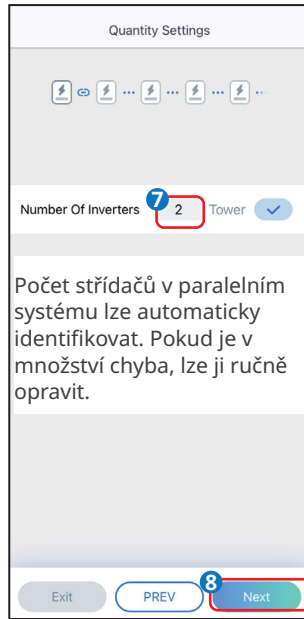 Quantity Settings
Number Of Inverters 7 2 Tower
Počet střídačů v paralelním
systému lze automaticky
identifikovat. Pokud je v
množství chyba, lze ji ručně
opravit.
8
Exit PREV Next